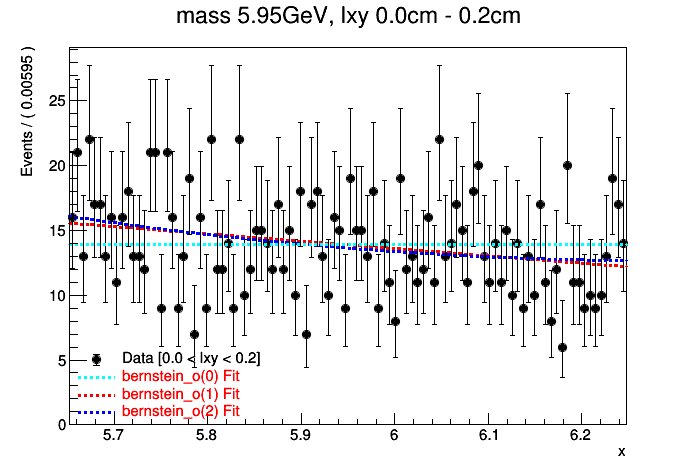 mass 5.95GeV, lxy 0.0cm - 0.2cm
Events / ( 0.00595 )
25
20
15
10
5
0
Data [0.0 < lxy < 0.2]
bernstein_o(0) Fit
bernstein_o(1) Fit
bernstein_o(2) Fit
5.7 5.8 5.9 6 6.1 6.2
x